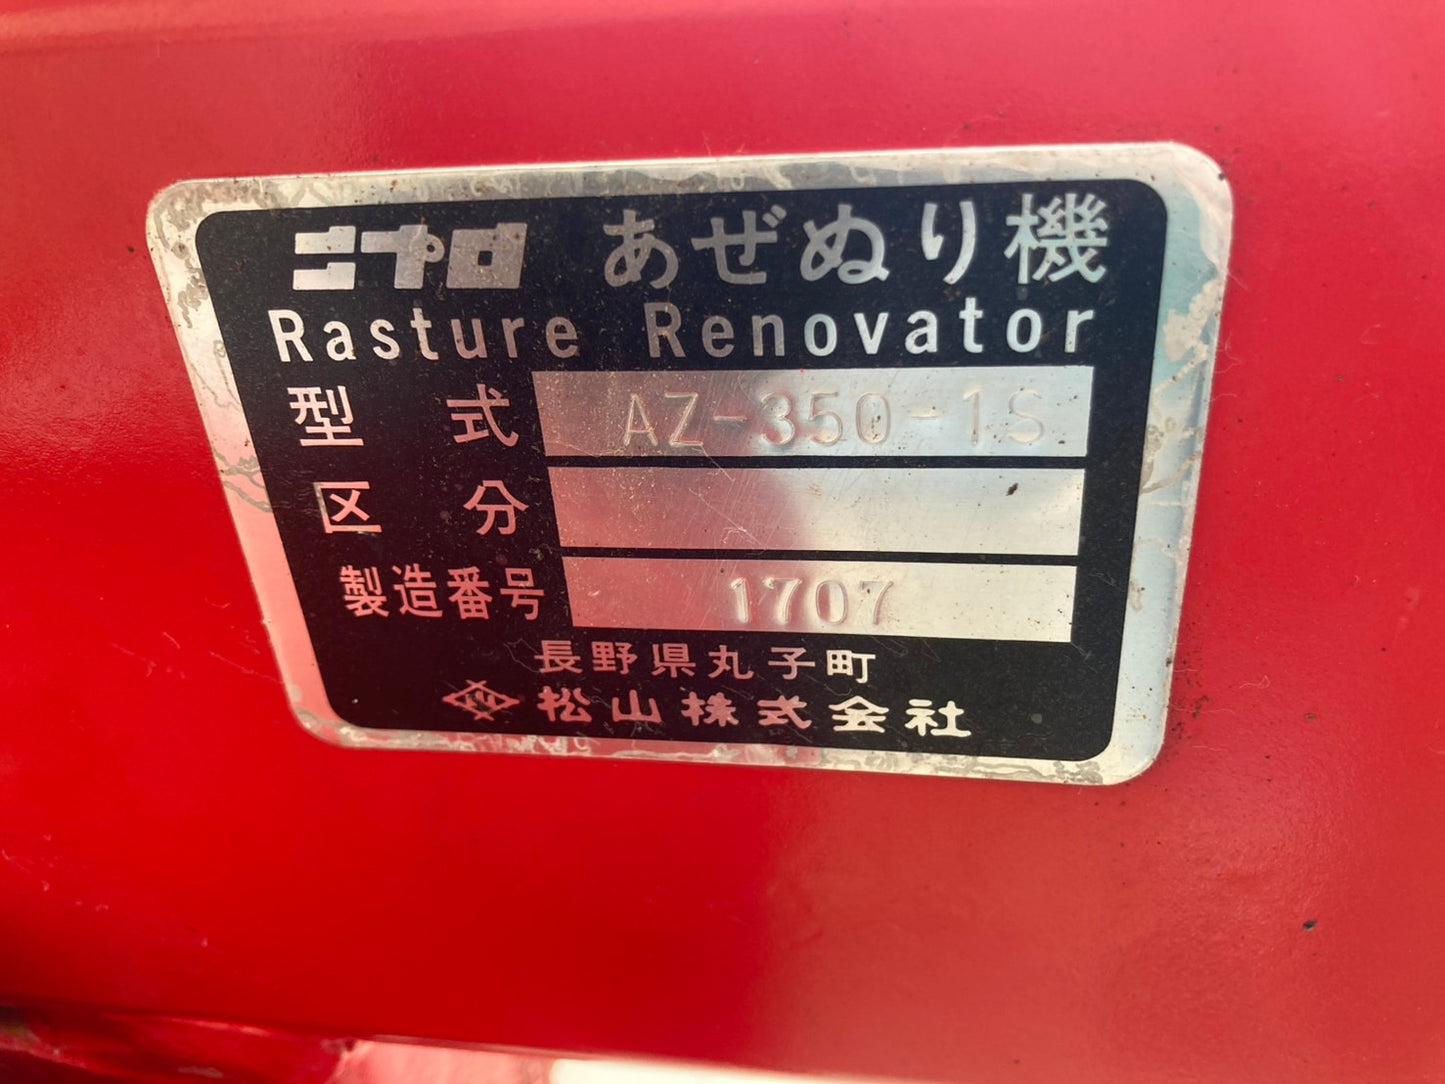 ニプロ あぜぬり機
Rasture Renovator
型式 AZ-350-1S
区分
製造番号 1707
長野県丸子町
松山株式会社